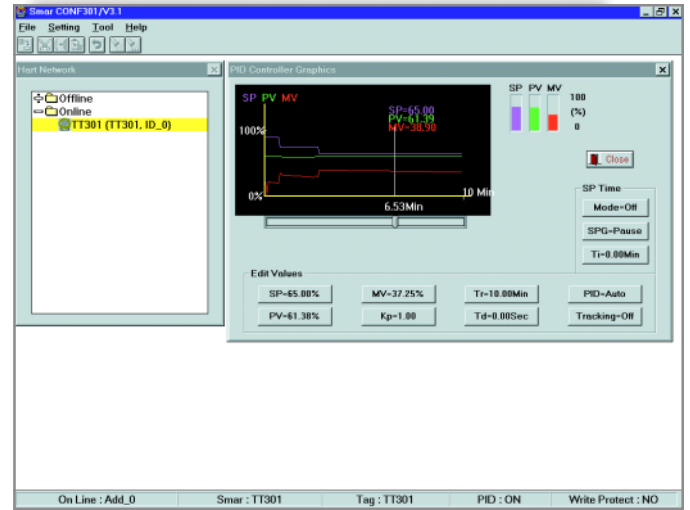 Smar CONF301/V3.1
File Setting Tool Help
Hart Network
Offline
Online
TT301 (TT301, ID_0)
PID Controller Graphics
SP PV MV
SP=65.00
PV=61.39
MV=38.90
100%
0%
10 Min
6.53Min
SP PV MV
100
(%)
0
Close
SP Time
Mode=Off
SPG=Pause
Ti=0.00Min
Edit Values
SP=65.00% MV=37.25% Tr=10.00Min PID=Auto
PV=61.38% Kp=1.00 Td=0.00Sec Tracking=Off
On Line : Add_0 Smar : TT301 Tag : TT301 PID : ON Write Protect : NO